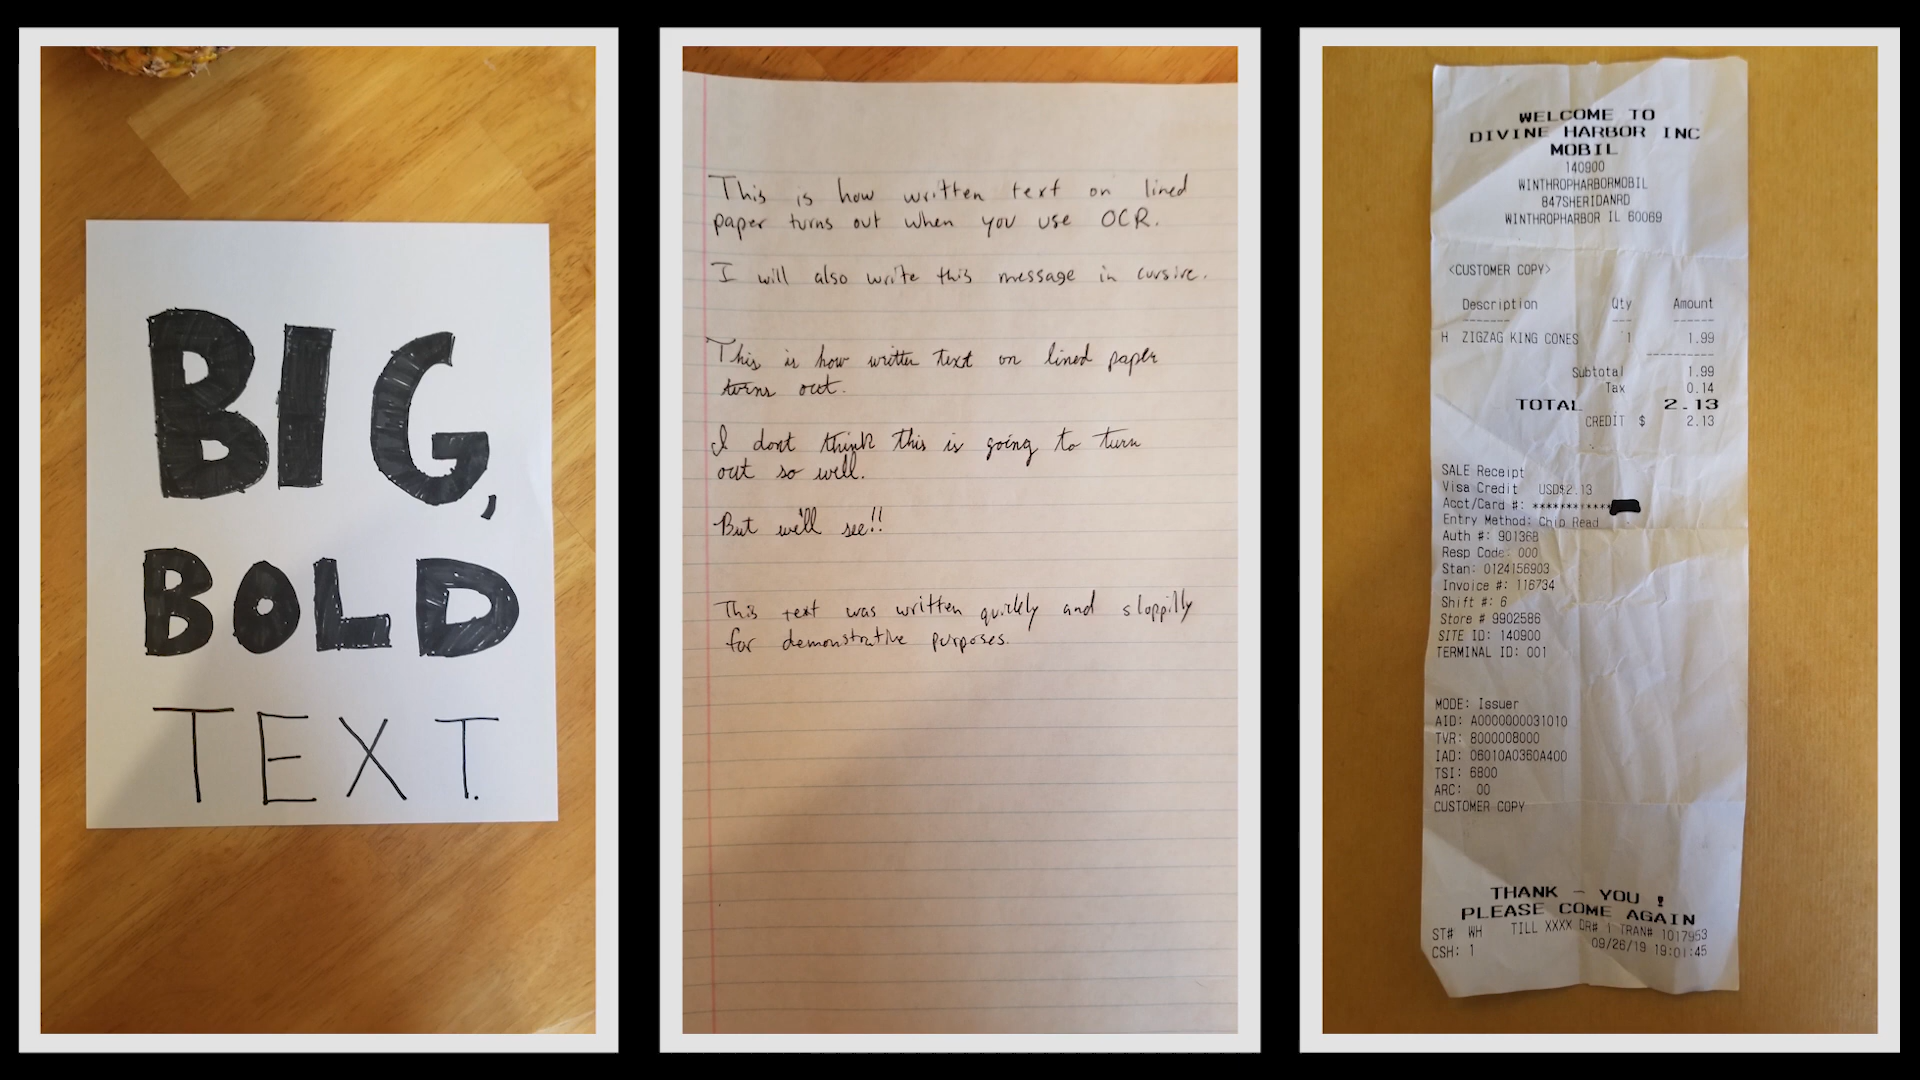 BIG,
BOLD
TEXT.
This is how written text on lined
paper turns out when you use OCR.
I will also write this message in cursive.
This is how writte text on lined paper
turns out.
I dont think this is going to turn
out so well.
But we'll see!!
This text was written quickly and sloppilly
for demonstrative purposes.
WELCOME TO
DIVINE HARBOR INC
MOBIL
140900
WINTHROPHARBORMOBIL
847SHERIDANRD
WINTHROPHARBOR IL 60069
<CUSTOMER COPY>
Description Qty Amount
H ZIGZAG KING CONES 1 1.99
Subtotal 1.99
Tax 0.14
TOTAL 2.13
CREDIT $ 2.13
SALE Receipt
Visa Credit USD$2.13
Acct/Card #: ************
Entry Method: Chip Read
Auth #: 901368
Resp Code: 000
Stan: 0124156903
Invoice #: 116734
Shift #: 6
Store # 9902586
SITE ID: 140900
TERMINAL ID: 001
MODE: Issuer
AID: A0000000031010
TVR: 8000008000
IAD: 06010A0360A400
TSI: 6800
ARC: 00
CUSTOMER COPY
THANK - YOU !
PLEASE COME AGAIN
ST# WH TILL XXXX DR# 1 TRAN# 1017953
CSH: 1 09/26/19 19:01:45